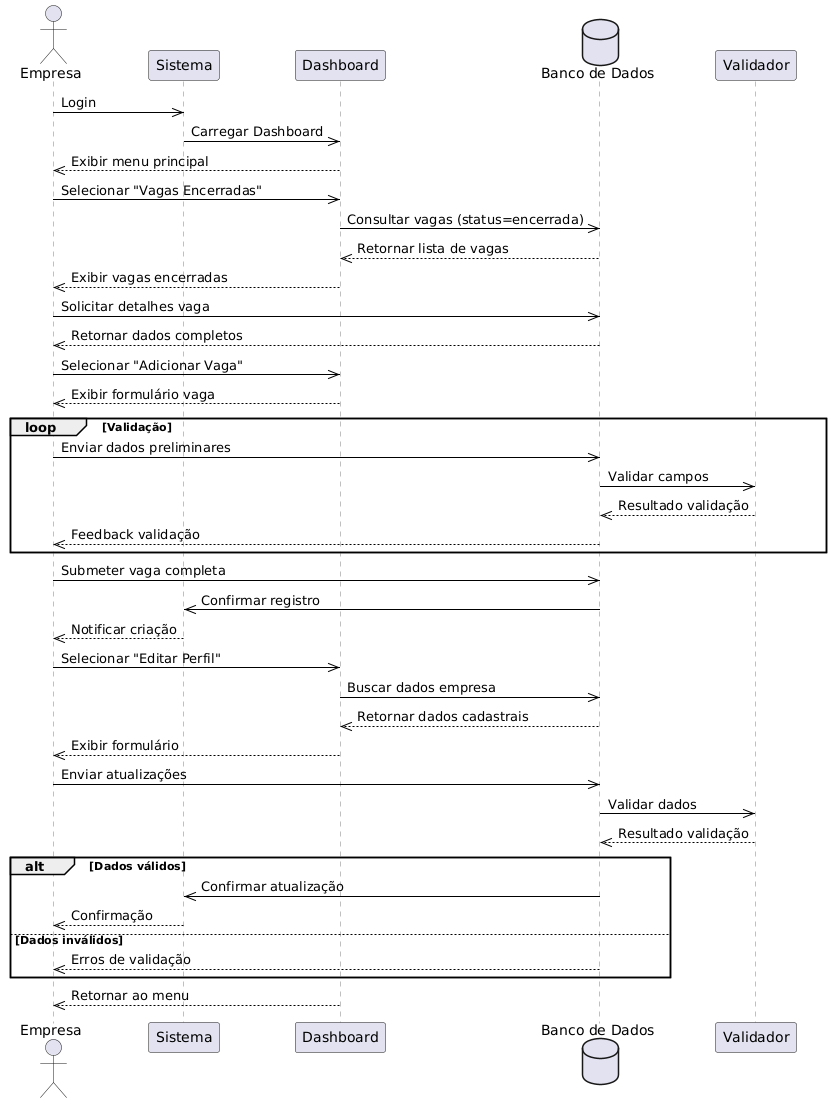 Empresa
Sistema
Dashboard
Banco de Dados
Validador
Login
Carregar Dashboard
Exibir menu principal
Selecionar "Vagas Encerradas"
Consultar vagas (status=encerrada)
Retornar lista de vagas
Exibir vagas encerradas
Solicitar detalhes vaga
Retornar dados completos
Selecionar "Adicionar Vaga"
Exibir formulário vaga
loop [Validação]
Enviar dados preliminares
Validar campos
Resultado validação
Feedback validação
Submeter vaga completa
Confirmar registro
Notificar criação
Selecionar "Editar Perfil"
Buscar dados empresa
Retornar dados cadastrais
Exibir formulário
Enviar atualizações
Validar dados
Resultado validação
alt [Dados válidos]
Confirmar atualização
Confirmação
[Dados inválidos]
Erros de validação
Retornar ao menu
Empresa
Sistema
Dashboard
Banco de Dados
Validador